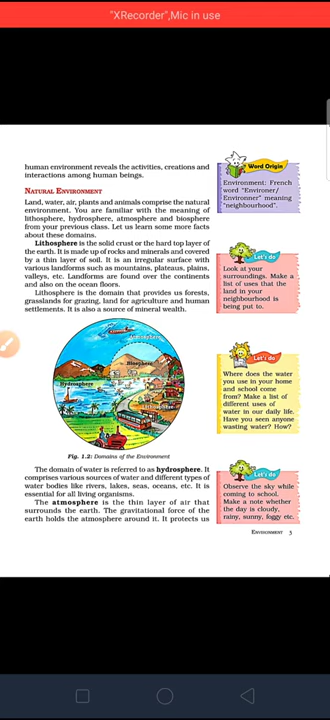 "XRecorder",Mic in use
human environment reveals the activities, creations and
interactions among human beings.
NATURAL ENVIRONMENT
Land, water, air, plants and animals comprise the natural
environment. You are familiar with the meaning of
lithosphere, hydrosphere, atmosphere and biosphere
from your previous class. Let us learn some more facts
about these domains.
Lithosphere is the solid crust or the hard top layer of
the earth. It is made up of rocks and minerals and covered
by a thin layer of soil. It is an irregular surface with
various landforms such as mountains, plateaus, plains,
valleys, etc. Landforms are found over the continents
and also on the ocean floors.
Lithosphere is the domain that provides us forests,
grasslands for grazing, land for agriculture and human
settlements. It is also a source of mineral wealth.
Atmosphere
Biosphere
Hydrosphere
Lithosphere
Fig. 1.2: Domains of the Environment
The domain of water is referred to as hydrosphere. It
comprises various sources of water and different types of
water bodies like rivers, lakes, seas, oceans, etc. It is
essential for all living organisms.
The atmosphere is the thin layer of air that
surrounds the earth. The gravitational force of the
earth holds the atmosphere around it. It protects us
Word Origin
Environment: French
word "Environer/
Environner" meaning
"neighbourhood".
Let's do
Look at your
surroundings. Make a
list of uses that the
land in your
neighbourhood is
being put to.
Let's do
Where does the water
you use in your home
and school come
from? Make a list of
different uses of
water in our daily life.
Have you seen anyone
wasting water? How?
Let's do
Observe the sky while
coming to school.
Make a note whether
the day is cloudy,
rainy, sunny, foggy etc.
ENVIRONMENT 3